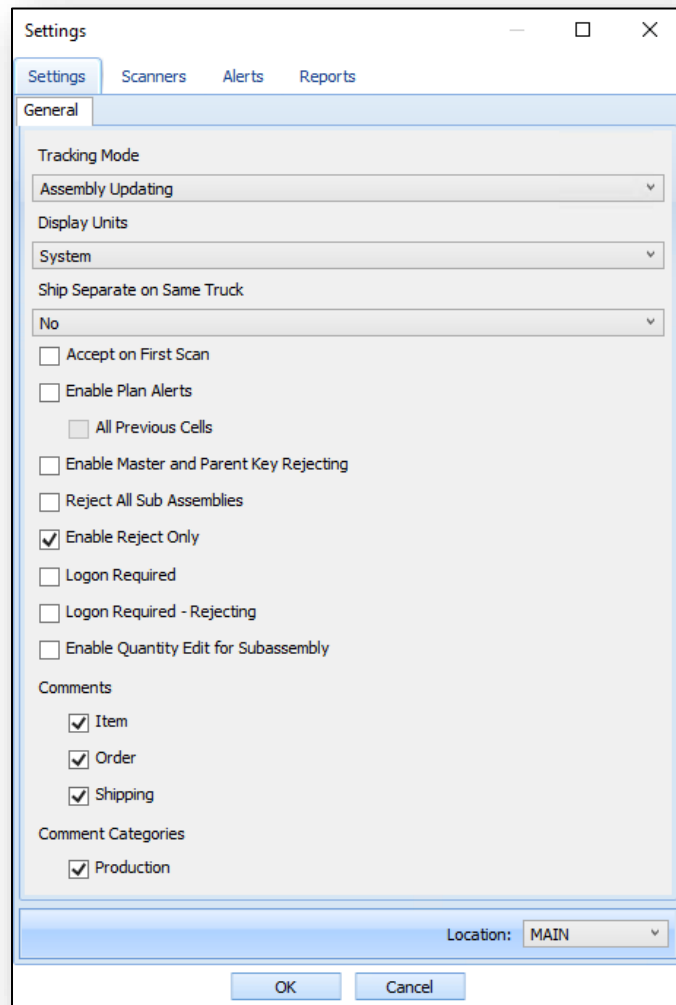 Settings
Settings Scanners Alerts Reports
General
Tracking Mode
Assembly Updating
Display Units
System
Ship Separate on Same Truck
No
Accept on First Scan
Enable Plan Alerts
All Previous Cells
Enable Master and Parent Key Rejecting
Reject All Sub Assemblies
Enable Reject Only
Logon Required
Logon Required - Rejecting
Enable Quantity Edit for Subassembly
Comments
Item
Order
Shipping
Comment Categories
Production
Location: MAIN
OK Cancel